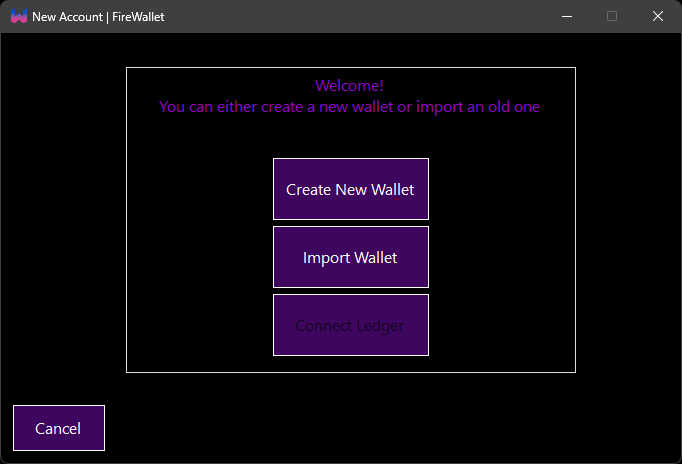 New Account | FireWallet
Welcome!
You can either create a new wallet or import an old one
Create New Wallet
Import Wallet
Connect Ledger
Cancel